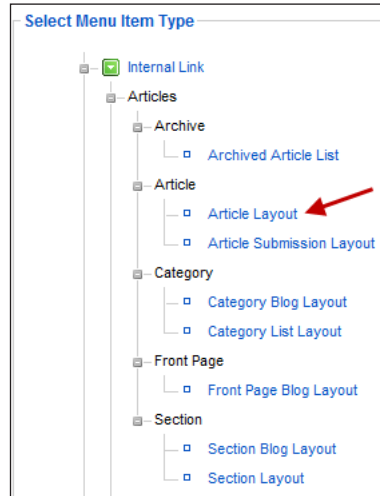 Select Menu Item Type
Internal Link
Articles
Archive
Archived Article List
Article
Article Layout
Article Submission Layout
Category
Category Blog Layout
Category List Layout
Front Page
Front Page Blog Layout
Section
Section Blog Layout
Section Layout